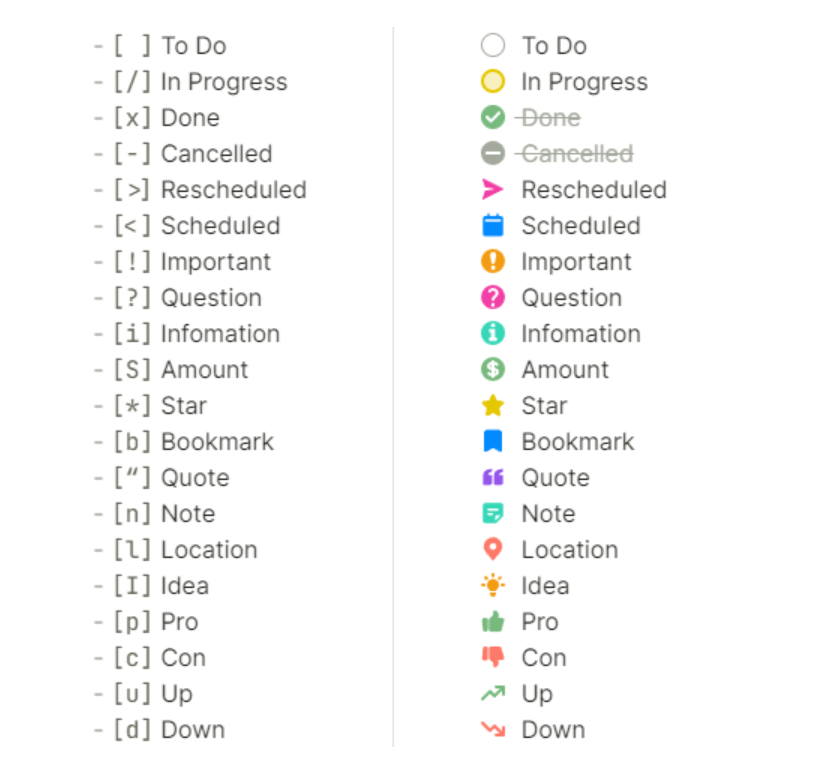 - [ ] To Do
- [/] In Progress
- [x] Done
- [-] Cancelled
- [>] Rescheduled
- [<] Scheduled
- [!] Important
- [?] Question
- [i] Infomation
- [S] Amount
- [*] Star
- [b] Bookmark
- [“] Quote
- [n] Note
- [l] Location
- [I] Idea
- [p] Pro
- [c] Con
- [u] Up
- [d] Down
To Do
In Progress
Done
Cancelled
Rescheduled
Scheduled
Important
Question
Infomation
Amount
Star
Bookmark
Quote
Note
Location
Idea
Pro
Con
Up
Down